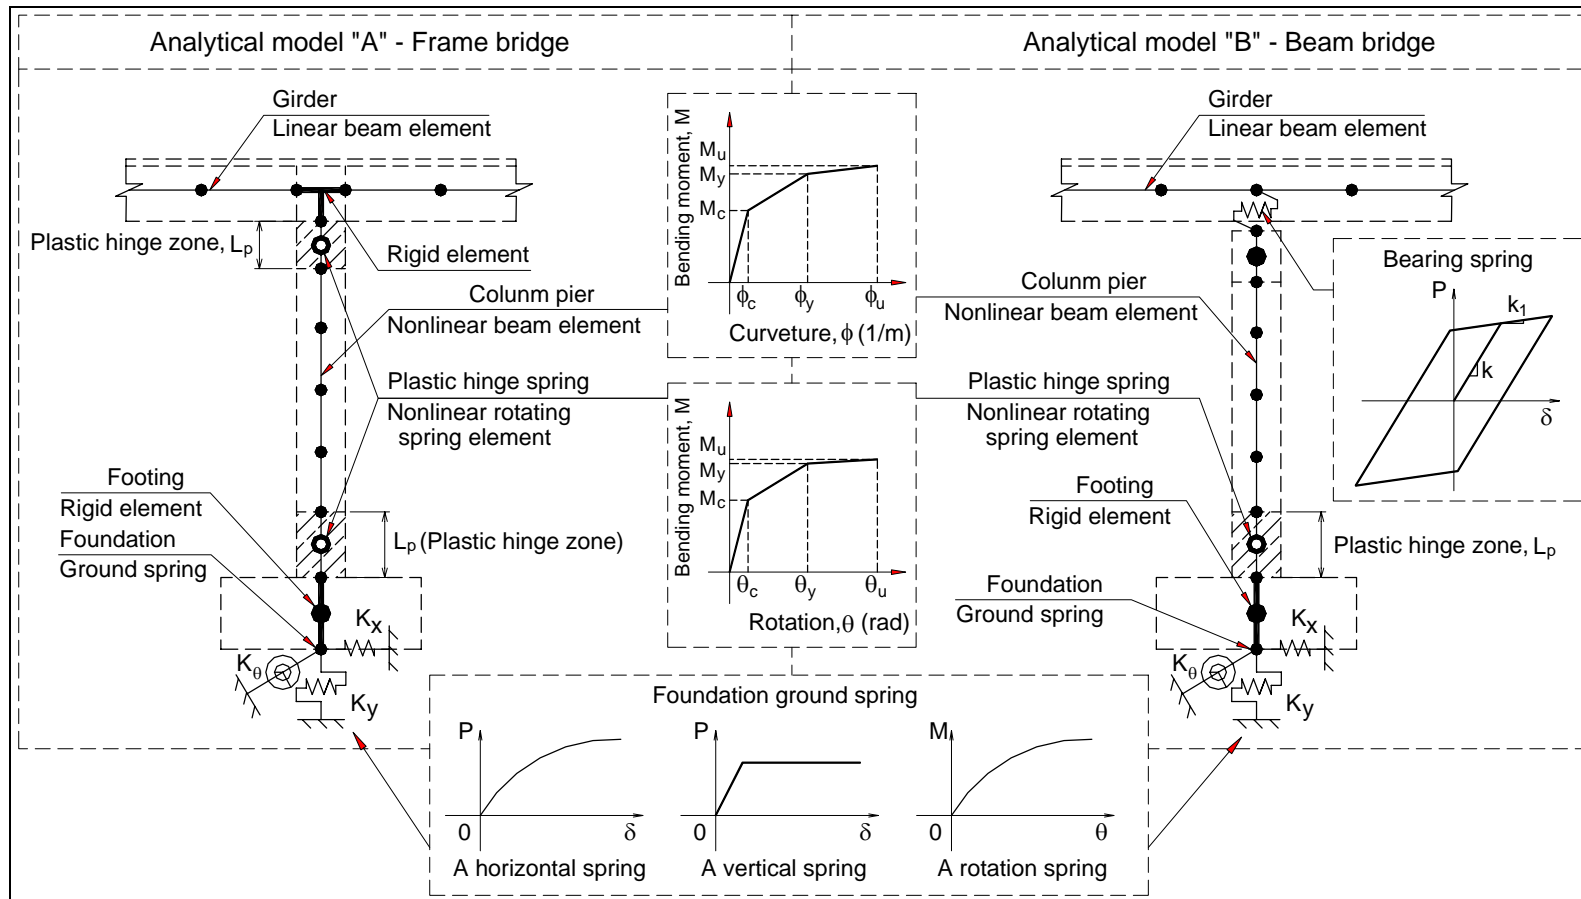 Analytical model "A" - Frame bridge
Analytical model "B" - Beam bridge
Girder
Linear beam element
Plastic hinge zone, Lp
Rigid element
Colunm pier
Nonlinear beam element
Plastic hinge spring
Nonlinear rotating
spring element
Footing
Rigid element
Foundation
Ground spring
Lp (Plastic hinge zone)
Kx
Kθ
Ky
Bending moment, M
Mu
My
Mc
ϕc
ϕy
ϕu
Curveture, ϕ (1/m)
Bending moment, M
Mu
My
Mc
θc
θy
θu
Rotation,θ (rad)
Girder
Linear beam element
Colunm pier
Nonlinear beam element
Plastic hinge spring
Nonlinear rotating
spring element
Footing
Rigid element
Foundation
Ground spring
Plastic hinge zone, Lp
Kx
Kθ
Ky
Bearing spring
P
k1
k
δ
Foundation ground spring
P
0
δ
A horizontal spring
P
0
δ
A vertical spring
M
0
θ
A rotation spring